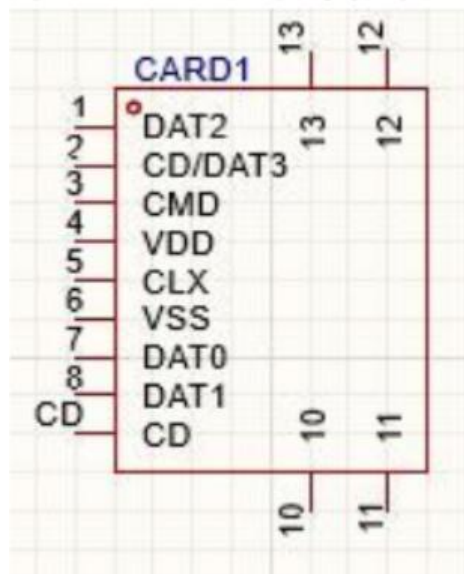 13 12
CARD1
1 DAT2 13 12
2 CD/DAT3
3 CMD
4 VDD
5 CLX
6 VSS
7 DAT0
8 DAT1
CD CD 10 11
10 11